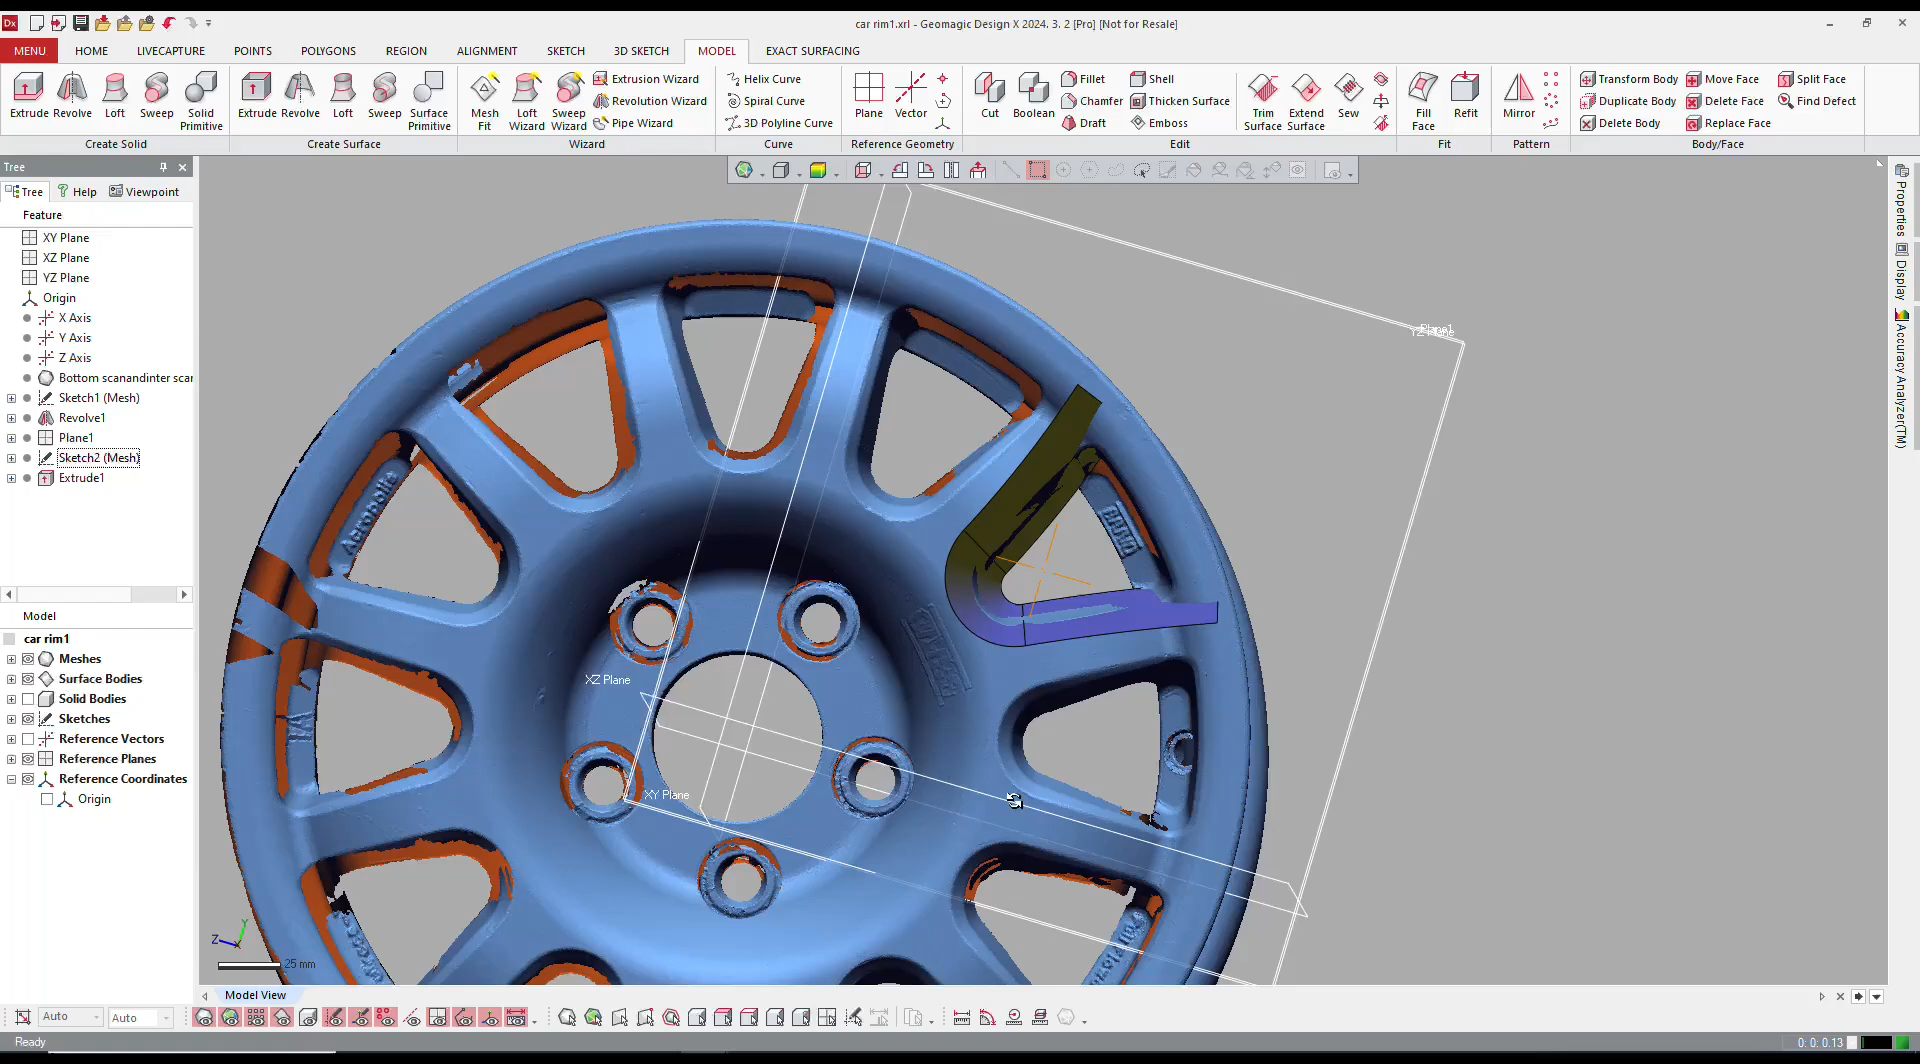 Dx
car rim1.xrl - Geomagic Design X 2024. 3. 2 [Pro] [Not for Resale]
MENU HOME LIVECAPTURE POINTS POLYGONS REGION ALIGNMENT SKETCH 3D SKETCH MODEL EXACT SURFACING
Extrude Revolve Loft Sweep Solid Primitive
Create Solid
Extrude Revolve Loft Sweep Surface Primitive
Create Surface
Mesh Fit Loft Wizard Sweep Wizard
Extrusion Wizard
Revolution Wizard
Pipe Wizard
Wizard
Helix Curve
Spiral Curve
3D Polyline Curve
Curve
Plane Vector
Reference Geometry
Cut Boolean
Fillet
Chamfer
Draft
Shell
Thicken Surface
Emboss
Trim Surface Extend Surface Sew
Edit
Fill Face Refit
Fit
Mirror
Pattern
Transform Body
Duplicate Body
Delete Body
Move Face
Delete Face
Replace Face
Split Face
Find Defect
Body/Face
Tree
Tree Help Viewpoint
Feature
XY Plane
XZ Plane
YZ Plane
Origin
X Axis
Y Axis
Z Axis
Bottom scanandinter scar
Sketch1 (Mesh)
Revolve1
Plane1
Sketch2 (Mesh)
Extrude1
Model
car rim1
Meshes
Surface Bodies
Solid Bodies
Sketches
Reference Vectors
Reference Planes
Reference Coordinates
Origin
Plane1
XZ Plane
XY Plane
Y
Z
25 mm
Properties
Display
Accuracy Analyzer(TM)
Model View
Auto
Auto
Ready
0: 0: 0.13